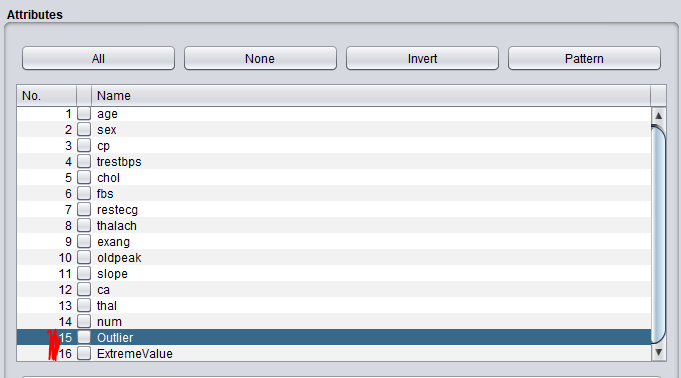 Attributes
All None Invert Pattern
No. Name
1 age
2 sex
3 cp
4 trestbps
5 chol
6 fbs
7 restecg
8 thalach
9 exang
10 oldpeak
11 slope
12 ca
13 thal
14 num
15 Outlier
16 ExtremeValue